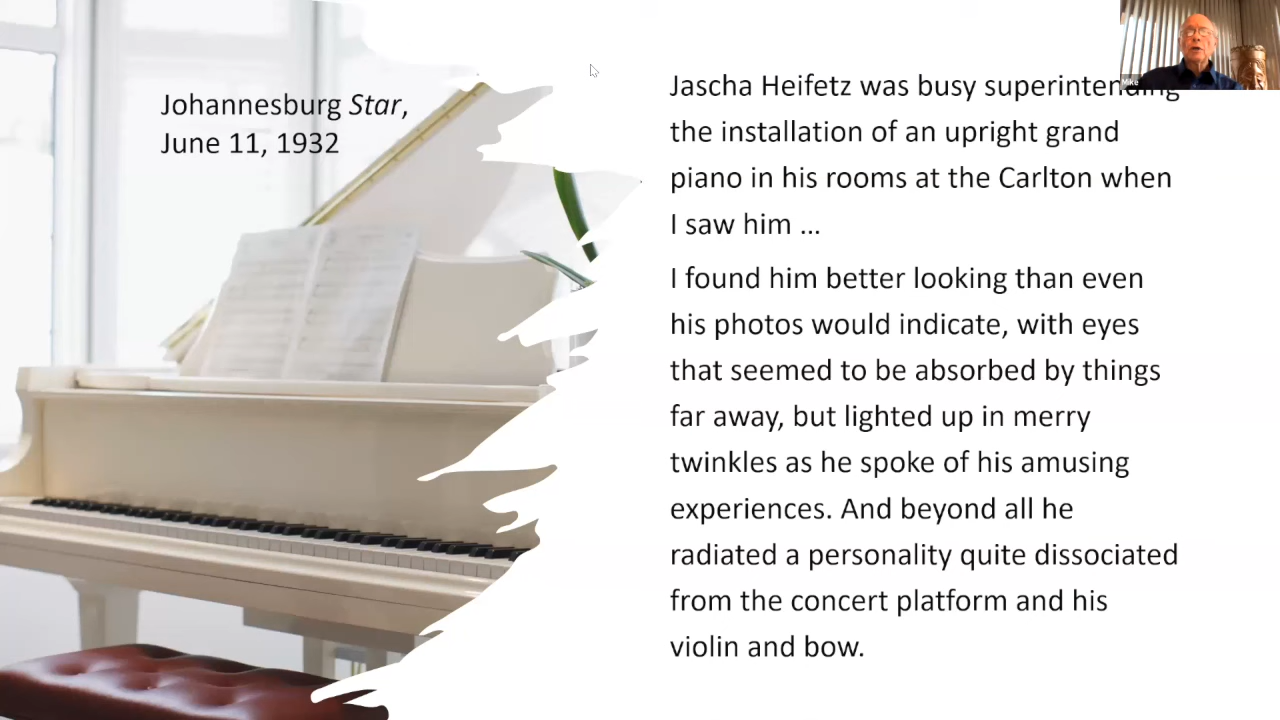 Johannesburg Star,
June 11, 1932
Mike
Jascha Heifetz was busy superintending
the installation of an upright grand
piano in his rooms at the Carlton when
I saw him ...
I found him better looking than even
his photos would indicate, with eyes
that seemed to be absorbed by things
far away, but lighted up in merry
twinkles as he spoke of his amusing
experiences. And beyond all he
radiated a personality quite dissociated
from the concert platform and his
violin and bow.